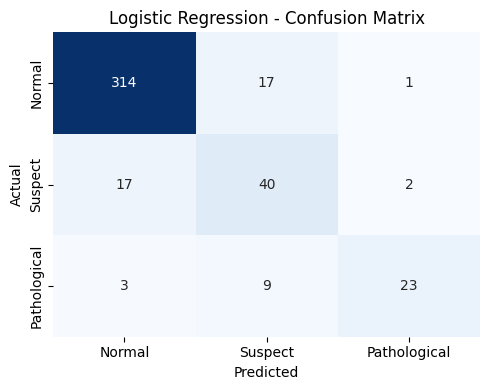 Logistic Regression - Confusion Matrix
Normal
314
17
1
Actual
Suspect
17
40
2
Pathological
3
9
23
Normal
Suspect
Pathological
Predicted